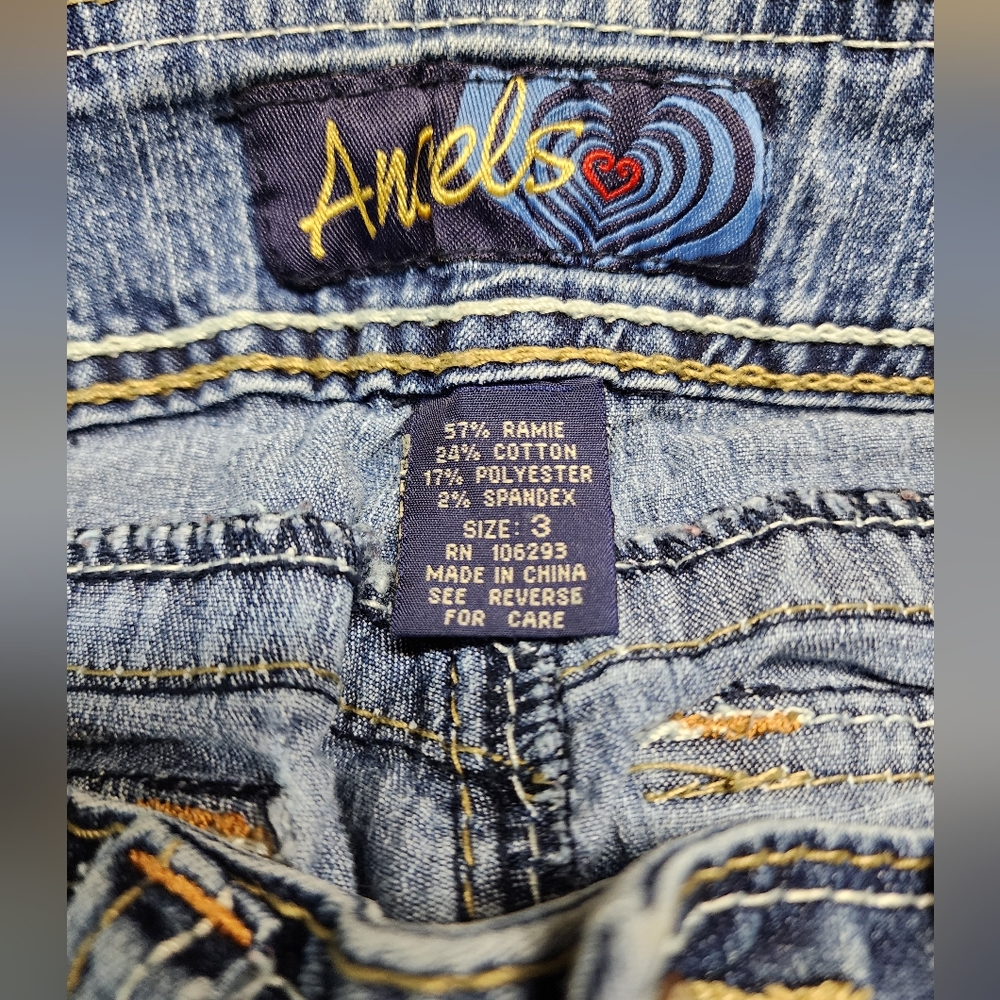 Angels
57% RAMIE
24% COTTON
17% POLYESTER
2% SPANDEX
SIZE: 3
RN 106293
MADE IN CHINA
SEE REVERSE
FOR CARE